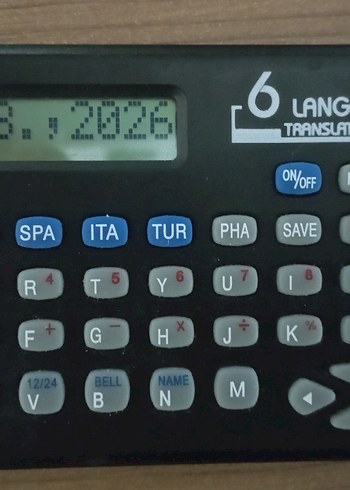 3.,2026
6 LANG
TRANSLAT
ON/OFF
SPA ITA TUR PHA SAVE
R 4 T 5 Y 6 U 7 I 8
F + G − H × J ÷ K %
12/24 BELL NAME
V B N M